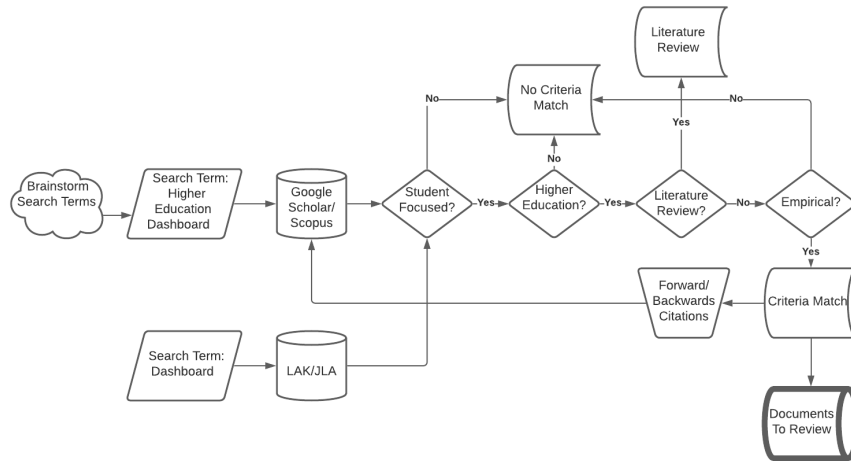 Literature
Review
No Criteria
Match
No
No
Yes
No
Brainstorm
Search Terms
Search Term:
Higher
Education
Dashboard
Google
Scholar/
Scopus
Student
Focused?
Yes
Higher
Education?
Yes
Literature
Review?
No
Empirical?
Yes
Forward/
Backwards
Citations
Criteria Match
Search Term:
Dashboard
LAK/JLA
Documents
To Review